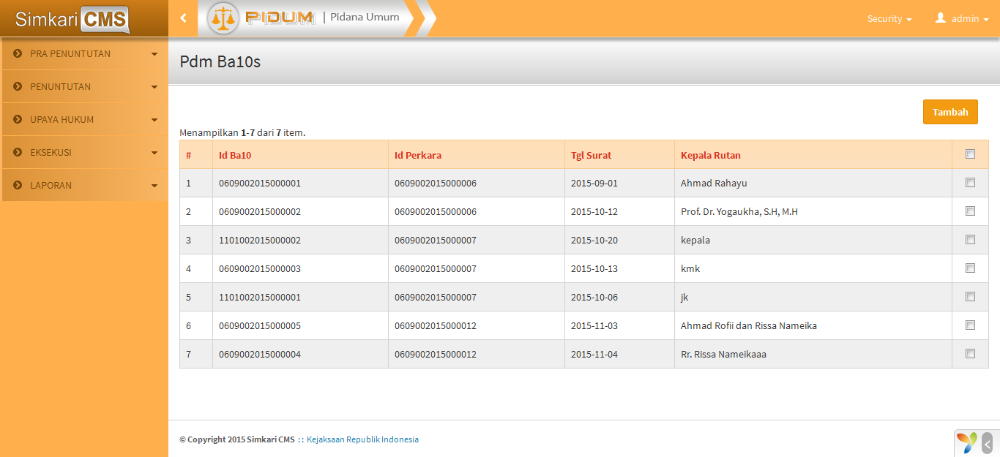 Simkari CMS
PIDUM | Pidana Umum
Security
admin
PRA PENUNTUTAN
PENUNTUTAN
UPAYA HUKUM
EKSEKUSI
LAPORAN
Pdm Ba10s
Tambah
Menampilkan 1-7 dari 7 item.
# Id Ba10 Id Perkara Tgl Surat Kepala Rutan
1 0609002015000001 0609002015000006 2015-09-01 Ahmad Rahayu
2 0609002015000002 0609002015000006 2015-10-12 Prof. Dr. Yogaukha, S.H, M.H
3 1101002015000002 0609002015000007 2015-10-20 kepala
4 0609002015000003 0609002015000007 2015-10-13 kmk
5 1101002015000001 0609002015000007 2015-10-06 jk
6 0609002015000005 0609002015000012 2015-11-03 Ahmad Rofii dan Rissa Nameika
7 0609002015000004 0609002015000012 2015-11-04 Rr. Rissa Nameikaaa
© Copyright 2015 Simkari CMS :: Kejaksaan Republik Indonesia